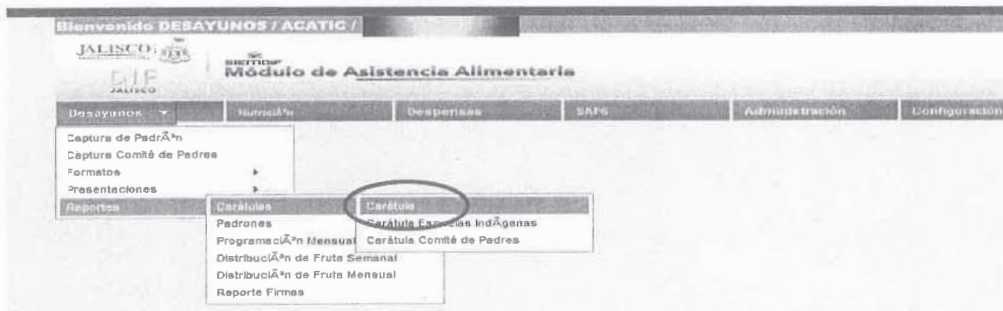 Bienvenido DESAYUNOS / ACATIC /
JALISCO
DIF
JALISCO
Módulo de Asistencia Alimentaria
Desayunos
Despensas
Administración
Configuración
Captura de PadrÃ³n
Captura Comité de Padres
Formatos
Presentaciones
Reportes
Carátulas
Padrones
ProgramaciÃ³n Mensual
DistribuciÃ³n de Fruta Semanal
DistribuciÃ³n de Fruta Mensual
Reporte Firmas
Carátula
Carátula Escuelas IndÃgenas
Carátula Comité de Padres